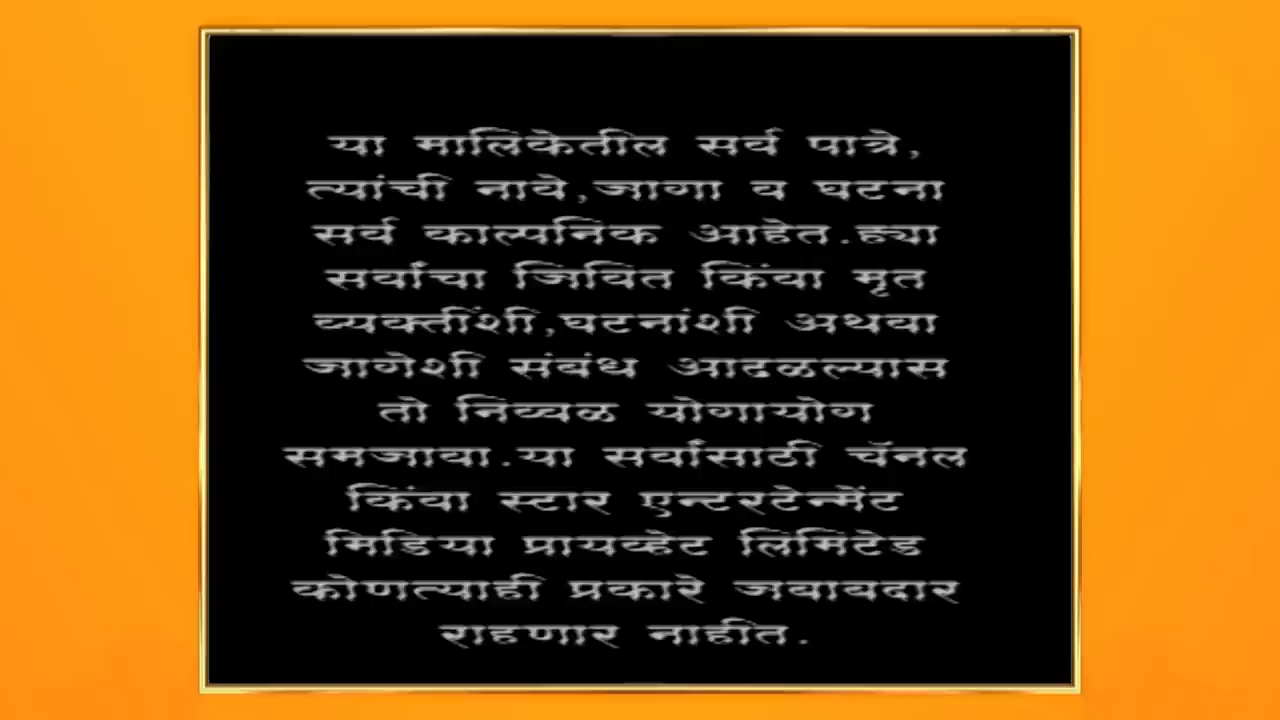 या मालिकेतील सर्व पात्रे,
त्यांची नावे,जागा व घटना
सर्व काल्पनिक आहेत.ह्या
सर्वांचा जिवित किंवा मृत
व्यक्तींशी,घटनांशी अथवा
जागेशी संबंध आढळल्यास
तो निव्वळ योगायोग
समजावा.या सर्वांसाठी चॅनल
किंवा स्टार एन्टरटेन्मेंट
मिडिया प्रायव्हेट लिमिटेड
कोणत्याही प्रकारे जबाबदार
राहणार नाहीत.